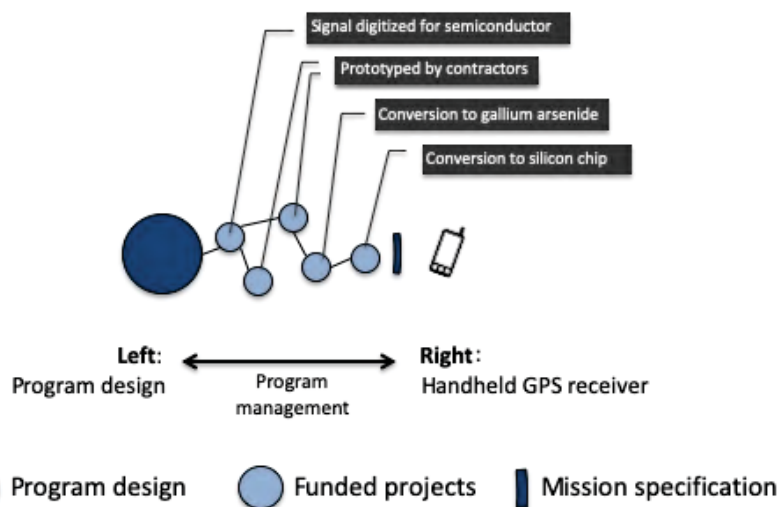 Signal digitized for semiconductor
Prototyped by contractors
Conversion to gallium arsenide
Conversion to silicon chip
Left:
Program design
Program
management
Right:
Handheld GPS receiver
Program design
Funded projects
Mission specification